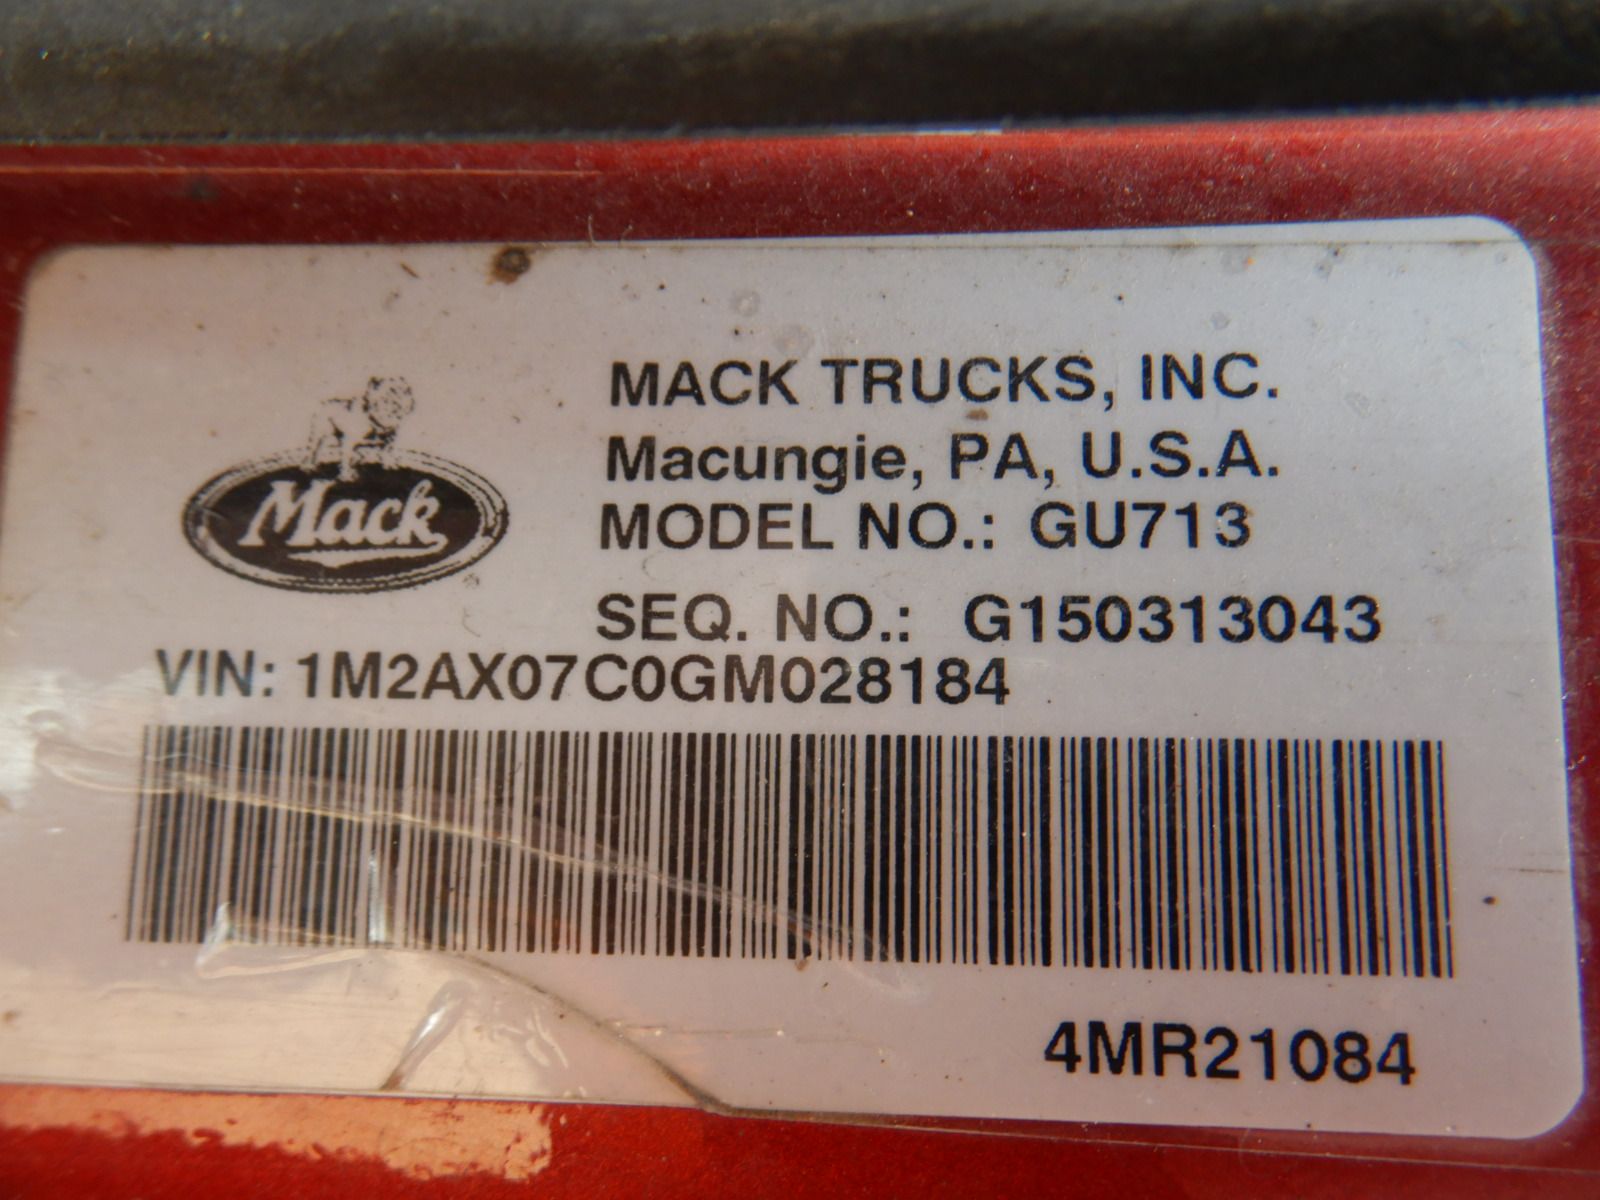 MACK TRUCKS, INC.
Macungie, PA, U.S.A.
Mack
MODEL NO.: GU713
SEQ. NO.: G150313043
VIN: 1M2AX07C0GM028184
4MR21084